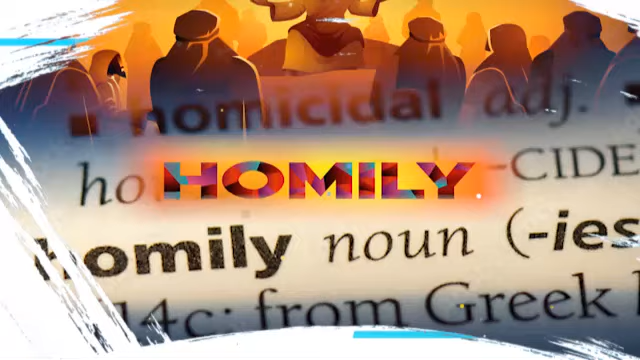 homicidal adj.
-CIDE
HOMILY
homily noun (-ies
14c: from Greek